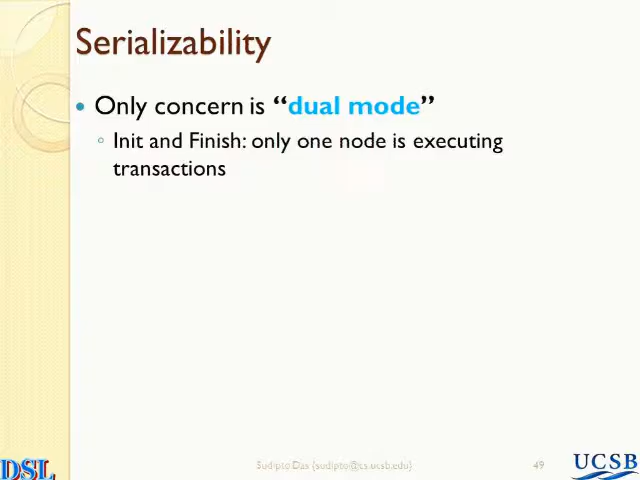 Serializability
• Only concern is “dual mode”
◦ Init and Finish: only one node is executing
transactions
DSL
Sudipto Das {sudipto@cs.ucsb.edu}
49
UCSB